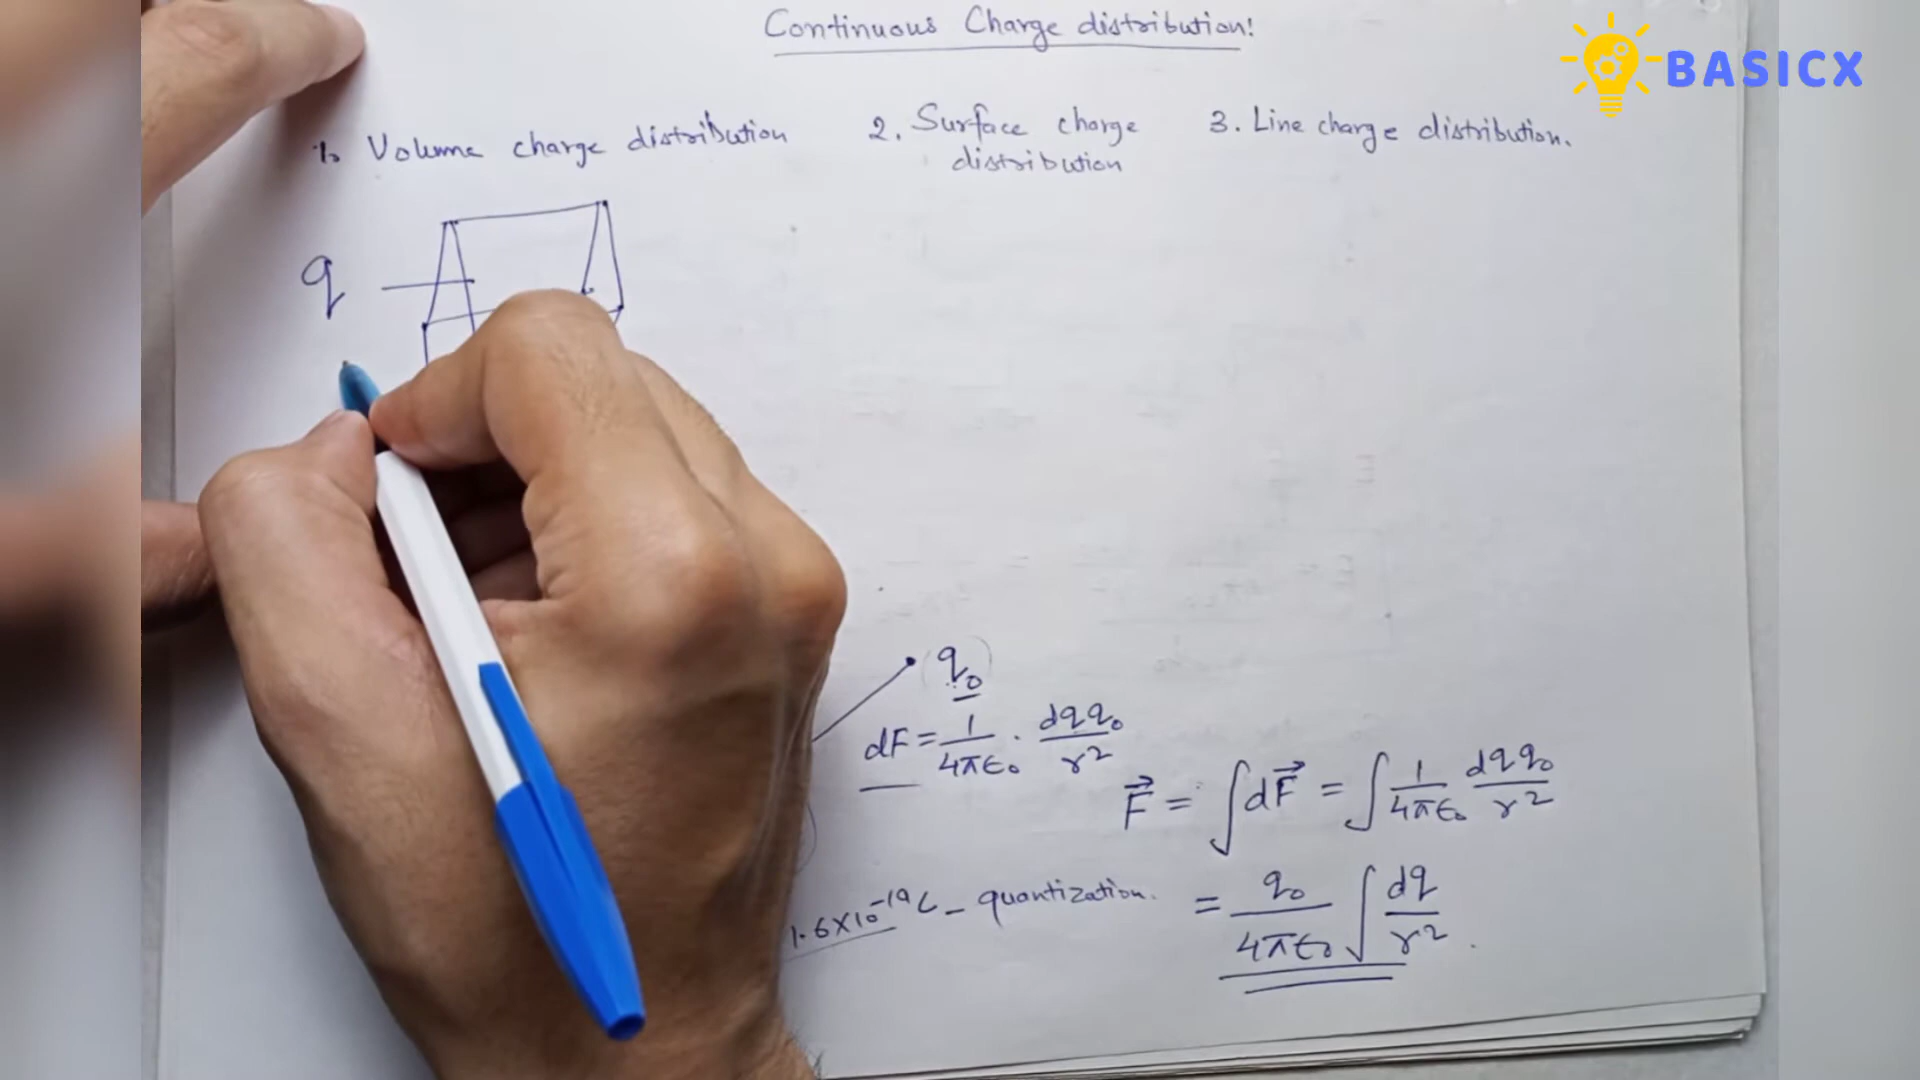 Continuous Charge distribution!
BASICX
1. Volume charge distribution
2. Surface charge
distribution
3. Line charge distribution.
q
q₀
dF = 1/4πϵ₀ · dqq₀/r²
F⃗ = ∫dF⃗ = ∫ 1/4πϵ₀ dqq₀/r²
1.6×10⁻¹⁹C – quantization.
= q₀/4πϵ₀ ∫ dq/r²